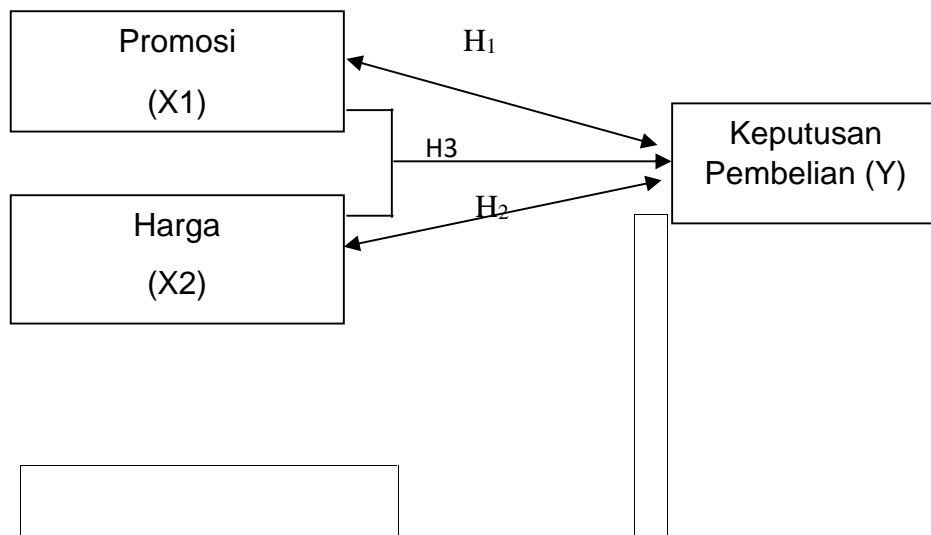 Promosi
(X1)
H₁
Keputusan
Pembelian (Y)
H3
Harga
(X2)
H₂